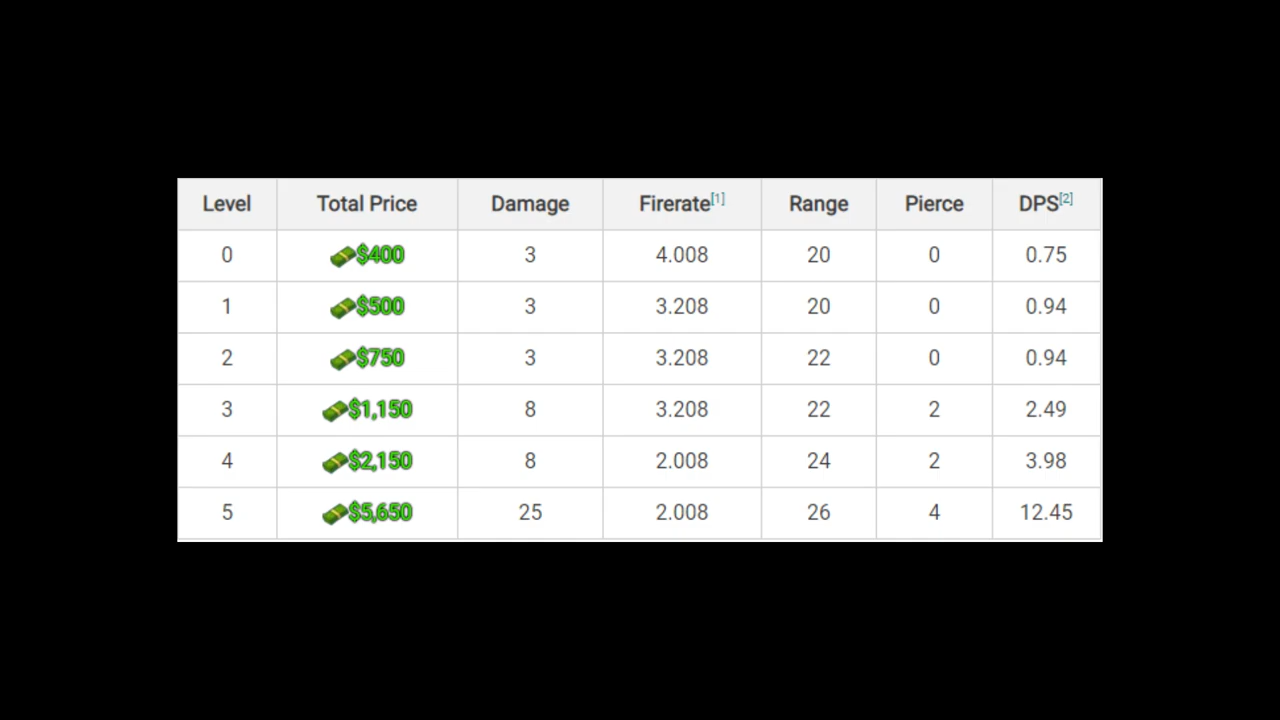 Level Total Price Damage Firerate[1] Range Pierce DPS[2]
0 $400 3 4.008 20 0 0.75
1 $500 3 3.208 20 0 0.94
2 $750 3 3.208 22 0 0.94
3 $1,150 8 3.208 22 2 2.49
4 $2,150 8 2.008 24 2 3.98
5 $5,650 25 2.008 26 4 12.45